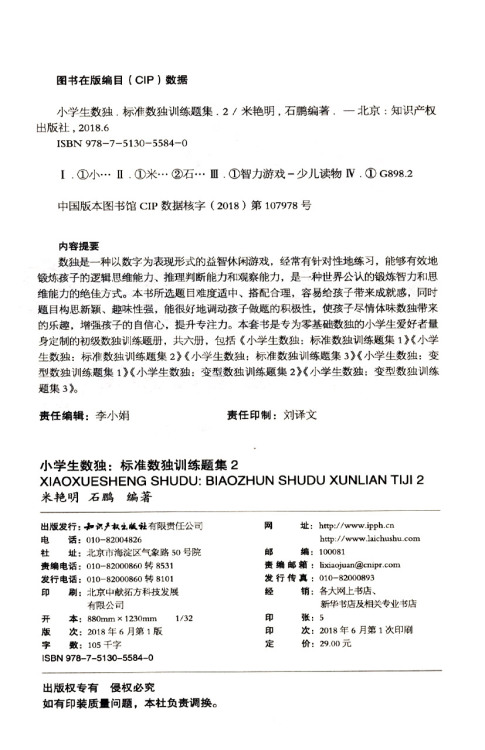 图书在版编目（CIP）数据
小学生数独．标准数独训练题集．2 / 米艳明，石鹏编著．—北京：知识产权
出版社，2018.6
ISBN 978-7-5130-5584-0
Ⅰ．①小… Ⅱ．①米… ②石… Ⅲ．①智力游戏－少儿读物 Ⅳ．① G898.2
中国版本图书馆 CIP 数据核字（2018）第 107978 号
内容提要
数独是一种以数字为表现形式的益智休闲游戏，经常有针对性地练习，能够有效地
锻炼孩子的逻辑思维能力、推理判断能力和观察能力，是一种世界公认的锻炼智力和思
维能力的绝佳方式。本书所选题目难度适中、搭配合理，容易给孩子带来成就感，同时
题目构思新颖、趣味性强，能很好地调动孩子做题的积极性，使孩子尽情体味数独带来
的乐趣，增强孩子的自信心，提升专注力。本套书是专为零基础数独的小学生爱好者量
身定制的初级数独训练题册，共六册，包括《小学生数独：标准数独训练题集 1》《小学
生数独：标准数独训练题集 2》《小学生数独：标准数独训练题集 3》《小学生数独：变
型数独训练题集 1》《小学生数独：变型数独训练题集 2》《小学生数独：变型数独训练
题集 3》。
责任编辑：李小娟 责任印制：刘译文
小学生数独：标准数独训练题集 2
XIAOXUESHENG SHUDU: BIAOZHUN SHUDU XUNLIAN TIJI 2
米艳明 石鹏 编著
出版发行：知识产权出版社有限责任公司 网 址：http://www.ipph.cn
电 话：010-82004826 http://www.laichushu.com
社 址：北京市海淀区气象路 50 号院 邮 编：100081
责编电话：010-82000860 转 8531 责编邮箱：lixiaojuan@cnipr.com
发行电话：010-82000860 转 8101 发行传真：010-82000893
印 刷：北京中献拓方科技发展 经 销：各大网上书店、
有限公司 新华书店及相关专业书店
开 本：880mm×1230mm 1/32 印 张：5
版 次：2018 年 6 月第 1 版 印 次：2018 年 6 月第 1 次印刷
字 数：105 千字 定 价：29.00 元
ISBN 978-7-5130-5584-0
出版权专有 侵权必究
如有印装质量问题，本社负责调换。